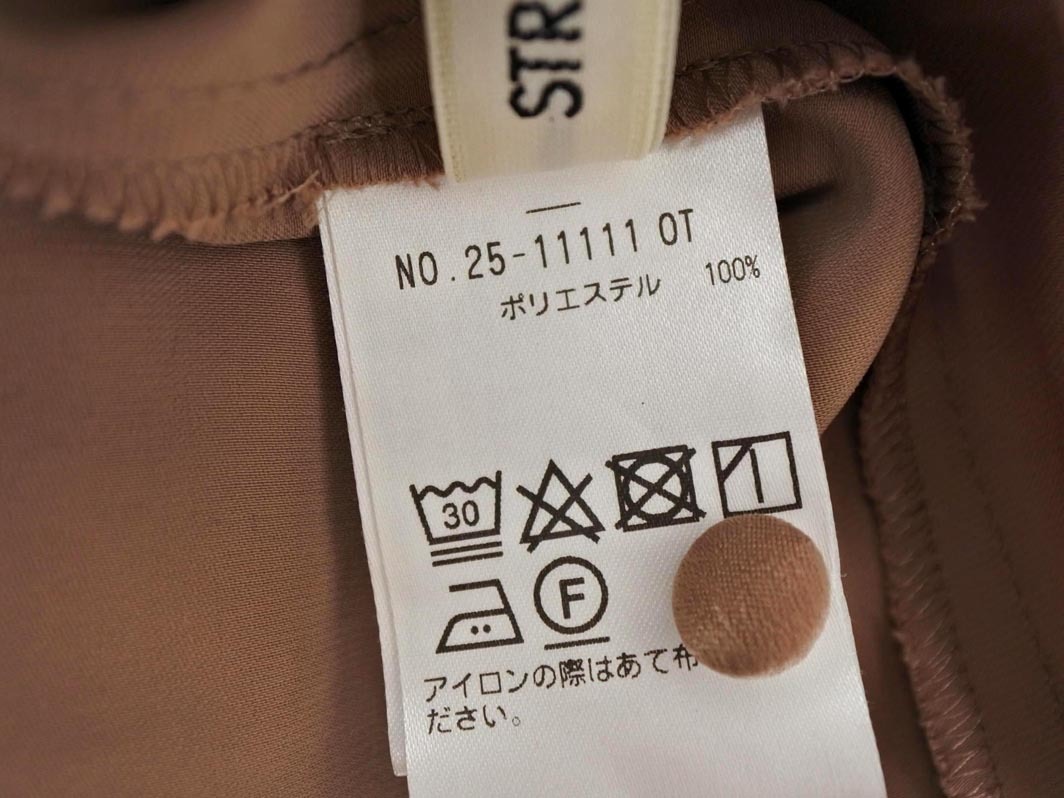 STR
NO.25-11111 OT
ポリエステル 100%
30
F
アイロンの際はあて布
ださい。